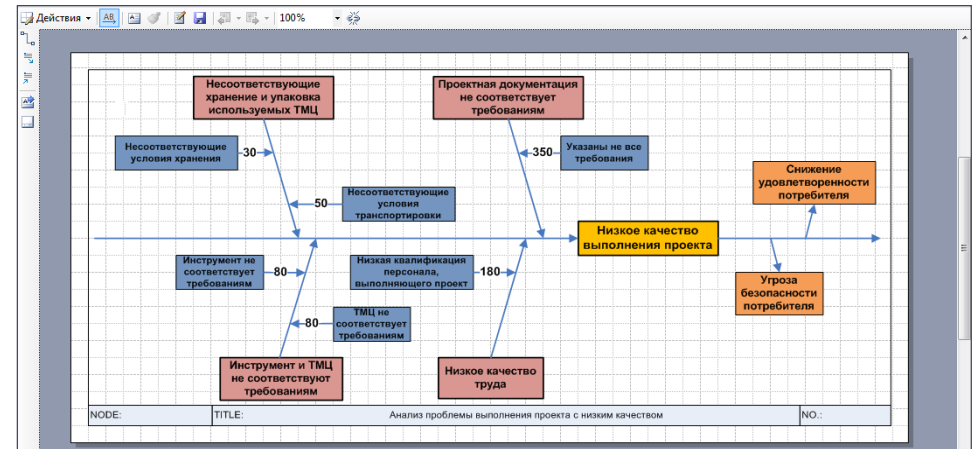 Действия
100%
Несоответствующие
хранение и упаковка
используемых ТМЦ
Проектная документация
не соответствует
требованиям
Несоответствующие
условия хранения
30
350
Указаны не все
требования
Снижение
удовлетворенности
потребителя
50
Несоответствующие
условия
транспортировки
Низкое качество
выполнения проекта
Инструмент не
соответствует
требованиям
80
Низкая квалификация
персонала,
выполняющего проект
180
Угроза
безопасности
потребителя
80
ТМЦ не
соответствует
требованиям
Инструмент и ТМЦ
не соответствуют
требованиям
Низкое качество
труда
NODE:
TITLE:
Анализ проблемы выполнения проекта с низким качеством
NO.: